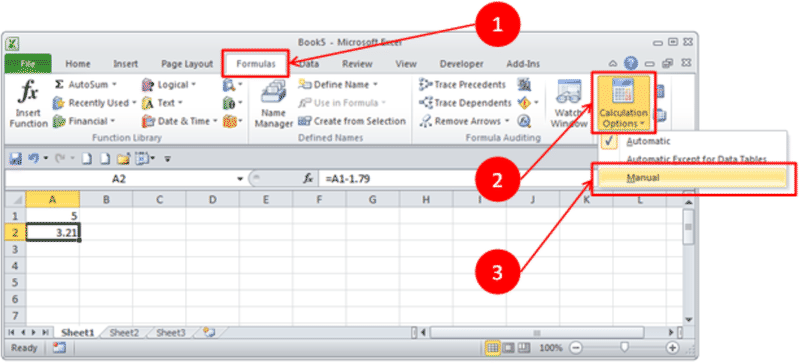 1
Book5 - Microsoft Excel
File Home Insert Page Layout Formulas Data Review View Developer Add-Ins
fx Insert Function
Σ AutoSum
Recently Used
Financial
Logical
Text
Date & Time
Function Library
Name Manager
Define Name
Use in Formula
Create from Selection
Defined Names
Trace Precedents
Trace Dependents
Remove Arrows
Formula Auditing
Watch Window
Calculation Options
2
Automatic
Automatic Except for Data Tables
Manual
A2 fx =A1-1.79
A B C D E F G H I J K L
1 5
2 3.21
3
4
5
6
7
3
Sheet1 Sheet2 Sheet3
Ready 100%